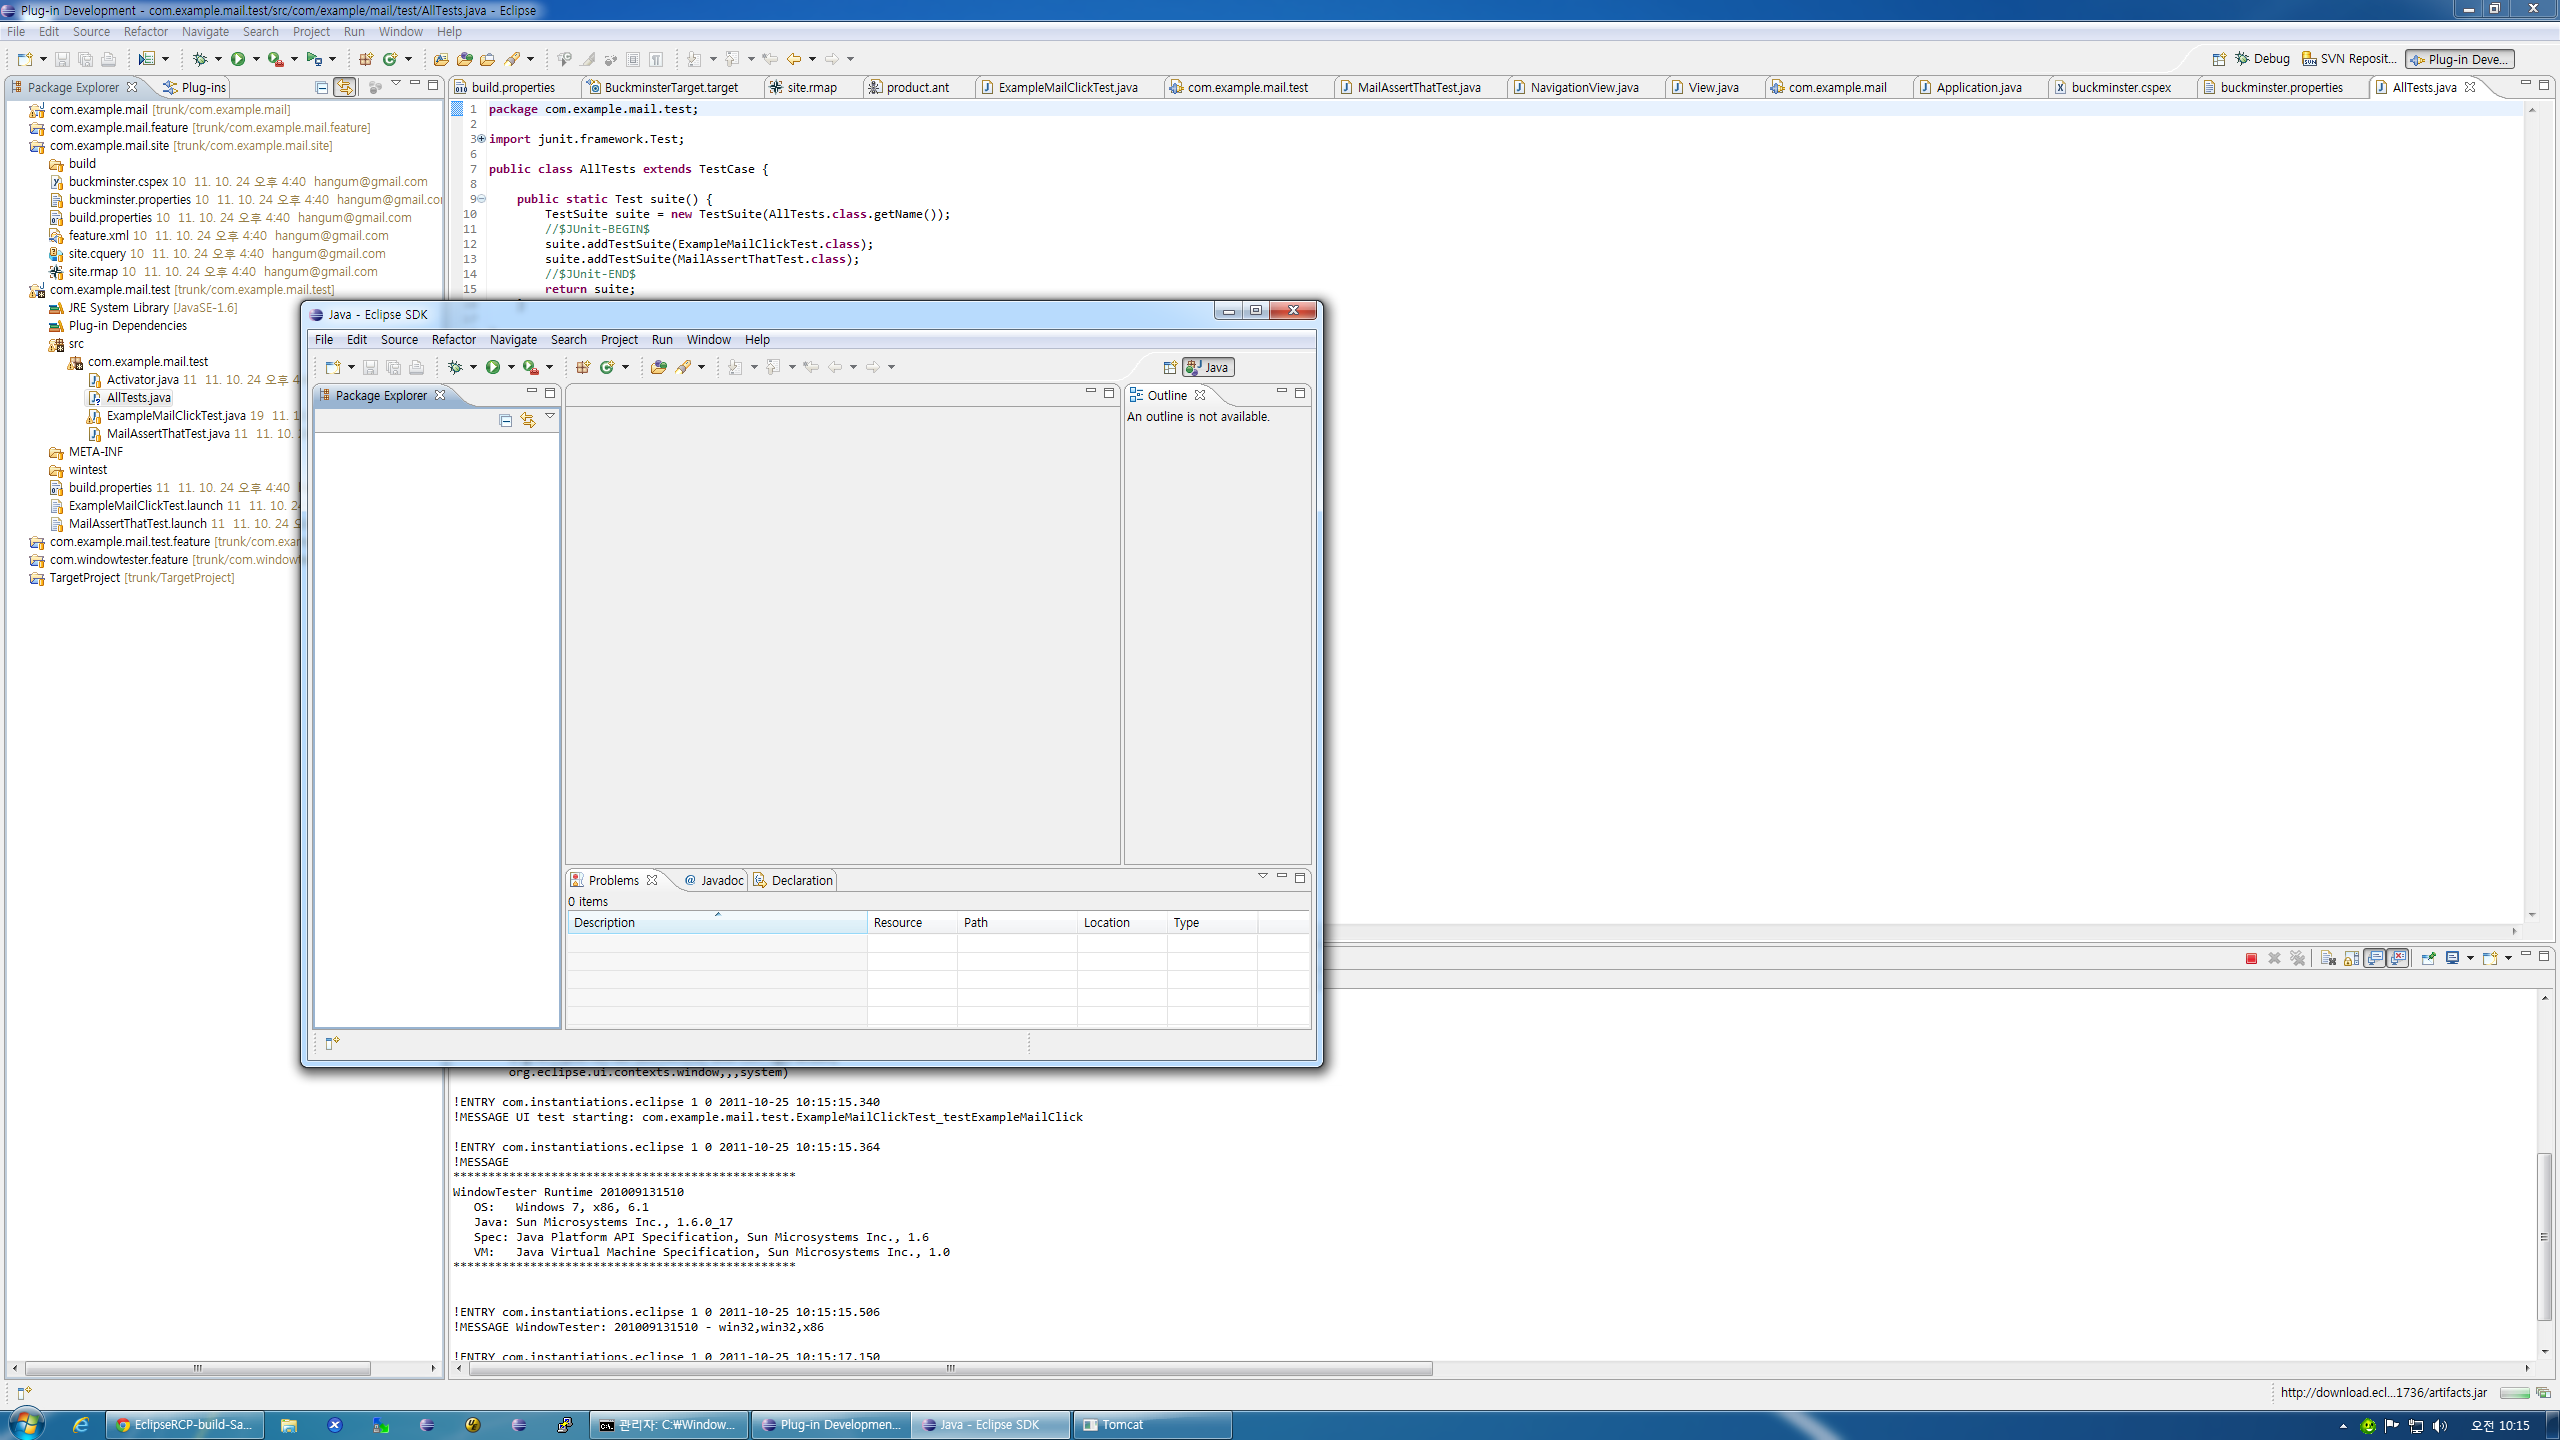 Plug-in Development - com.example.mail.test/src/com/example/mail/test/AllTests.java - Eclipse
File Edit Source Refactor Navigate Search Project Run Window Help
Debug SVN Reposit... Plug-in Deve...
Package Explorer Plug-ins
build.properties BuckminsterTarget.target site.rmap product.ant ExampleMailClickTest.java com.example.mail.test MailAssertThatTest.java NavigationView.java View.java com.example.mail Application.java buckminster.cspex buckminster.properties AllTests.java
com.example.mail [trunk/com.example.mail]
com.example.mail.feature [trunk/com.example.mail.feature]
com.example.mail.site [trunk/com.example.mail.site]
build
buckminster.cspex 10 11. 10. 24 오후 4:40 hangum@gmail.com
buckminster.properties 10 11. 10. 24 오후 4:40 hangum@gmail.cor
build.properties 10 11. 10. 24 오후 4:40 hangum@gmail.com
feature.xml 10 11. 10. 24 오후 4:40 hangum@gmail.com
site.cquery 10 11. 10. 24 오후 4:40 hangum@gmail.com
site.rmap 10 11. 10. 24 오후 4:40 hangum@gmail.com
com.example.mail.test [trunk/com.example.mail.test]
JRE System Library [JavaSE-1.6]
Plug-in Dependencies
src
com.example.mail.test
Activator.java 11 11. 10. 24 오후 4
AllTests.java
ExampleMailClickTest.java 19 11. 1
MailAssertThatTest.java 11 11. 10.
META-INF
wintest
build.properties 11 11. 10. 24 오후 4:40
ExampleMailClickTest.launch 11 11. 10. 24
MailAssertThatTest.launch 11 11. 10. 24 오
com.example.mail.test.feature [trunk/com.exar
com.windowtester.feature [trunk/com.windowt
TargetProject [trunk/TargetProject]
1 package com.example.mail.test;
2
3 import junit.framework.Test;
6
7 public class AllTests extends TestCase {
8
9 public static Test suite() {
10 TestSuite suite = new TestSuite(AllTests.class.getName());
11 //$JUnit-BEGIN$
12 suite.addTestSuite(ExampleMailClickTest.class);
13 suite.addTestSuite(MailAssertThatTest.class);
14 //$JUnit-END$
15 return suite;
Java - Eclipse SDK
File Edit Source Refactor Navigate Search Project Run Window Help
Java
Package Explorer
Outline
An outline is not available.
Problems Javadoc Declaration
0 items
Description Resource Path Location Type
org.eclipse.ui.contexts.window,,,system)
!ENTRY com.instantiations.eclipse 1 0 2011-10-25 10:15:15.340
!MESSAGE UI test starting: com.example.mail.test.ExampleMailClickTest_testExampleMailClick
!ENTRY com.instantiations.eclipse 1 0 2011-10-25 10:15:15.364
!MESSAGE
*************************************************
WindowTester Runtime 201009131510
OS: Windows 7, x86, 6.1
Java: Sun Microsystems Inc., 1.6.0_17
Spec: Java Platform API Specification, Sun Microsystems Inc., 1.6
VM: Java Virtual Machine Specification, Sun Microsystems Inc., 1.0
*************************************************
!ENTRY com.instantiations.eclipse 1 0 2011-10-25 10:15:15.506
!MESSAGE WindowTester: 201009131510 - win32,win32,x86
!ENTRY com.instantiations.eclipse 1 0 2011-10-25 10:15:17.150
http://download.ecl...1736/artifacts.jar
EclipseRCP-build-Sa... 관리자: C:\Window... Plug-in Developmen... Java - Eclipse SDK Tomcat
오전 10:15